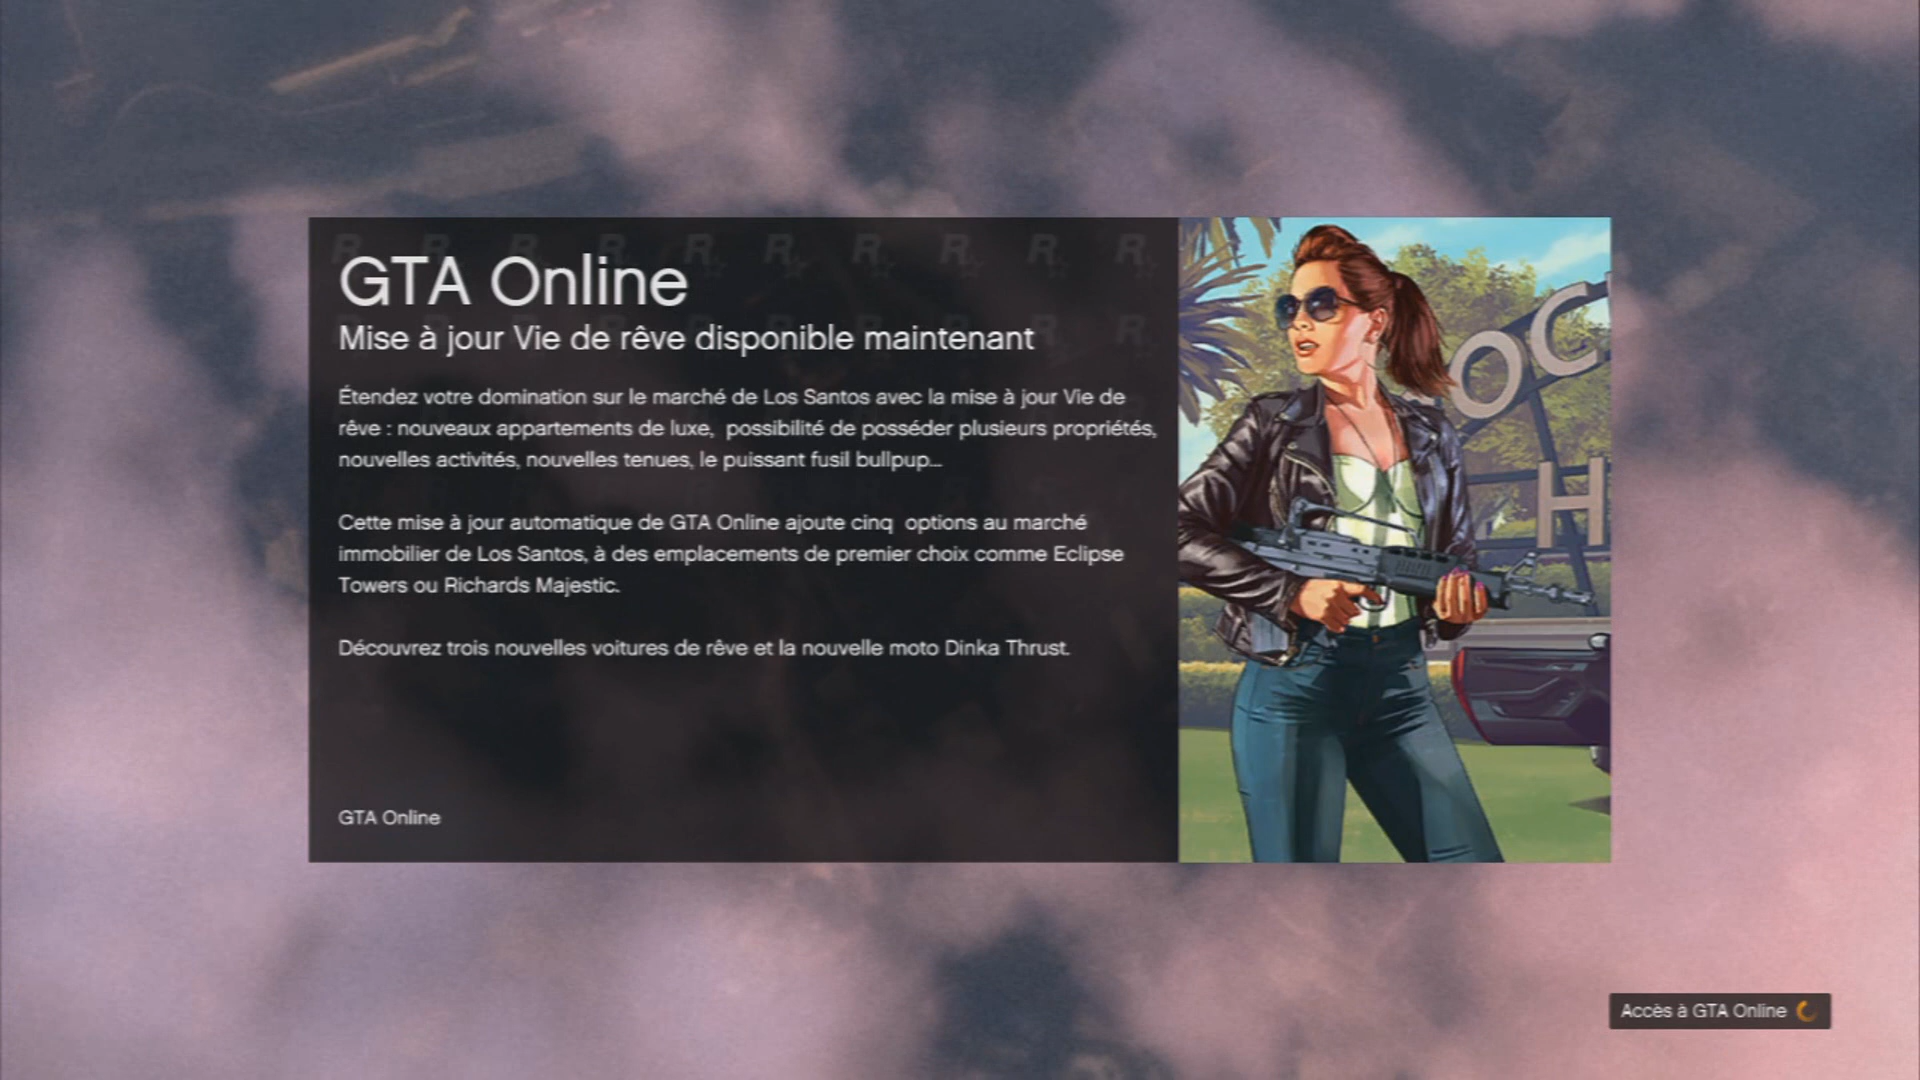 GTA Online
Mise à jour Vie de rêve disponible maintenant
Étendez votre domination sur le marché de Los Santos avec la mise à jour Vie de
rêve : nouveaux appartements de luxe,  possibilité de posséder plusieurs propriétés,
nouvelles activités, nouvelles tenues, le puissant fusil bullpup...
Cette mise à jour automatique de GTA Online ajoute cinq  options au marché
immobilier de Los Santos, à des emplacements de premier choix comme Eclipse
Towers ou Richards Majestic.
Découvrez trois nouvelles voitures de rêve et la nouvelle moto Dinka Thrust.
GTA Online
OC
H
Accès à GTA Online